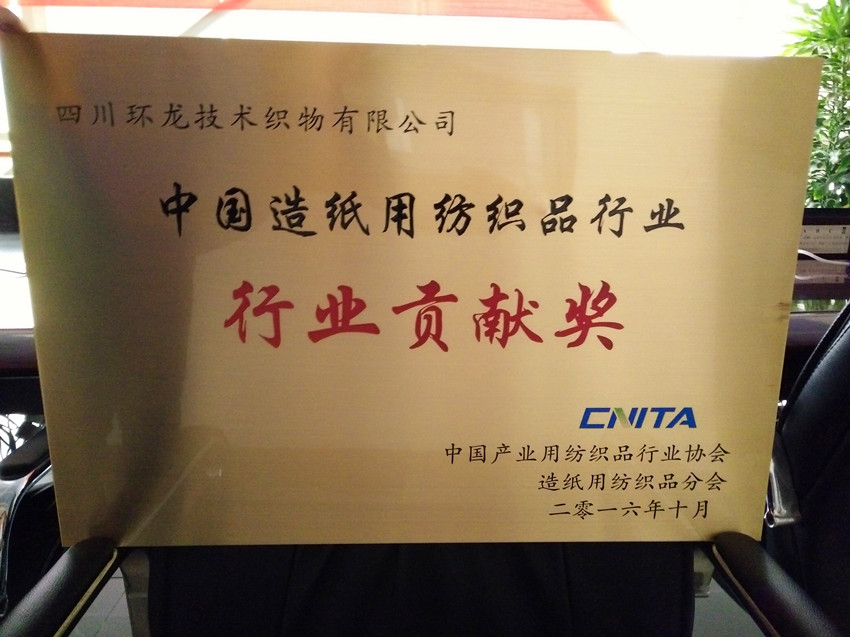 四川环龙技术织物有限公司
中国造纸用纺织品行业
行业贡献奖
CNITA
中国产业用纺织品行业协会
造纸用纺织品分会
二零一六年十月